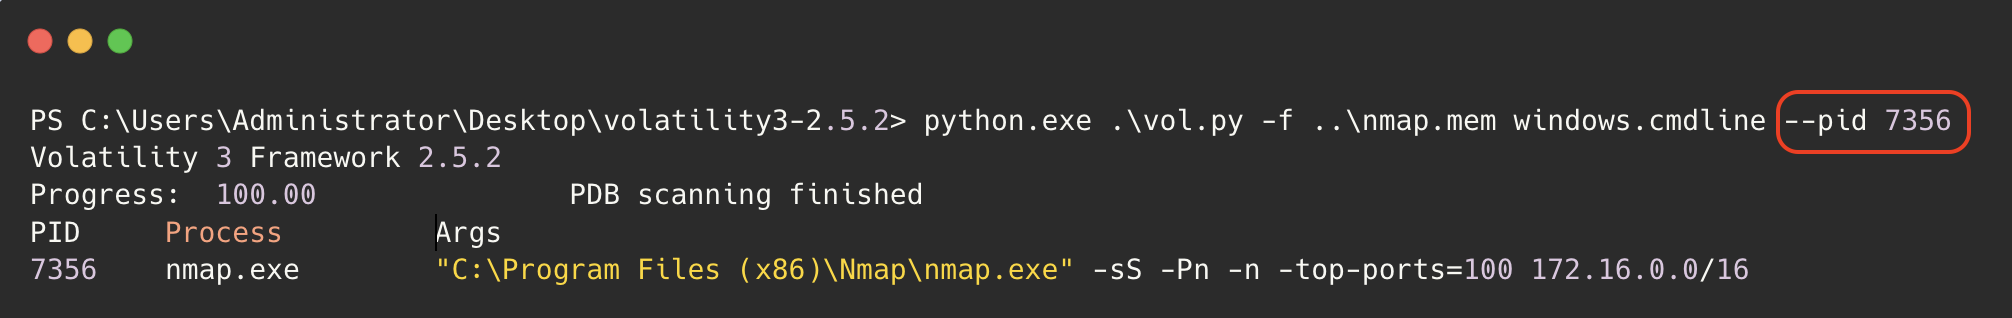 PS C:\Users\Administrator\Desktop\volatility3-2.5.2> python.exe .\vol.py -f ..\nmap.mem windows.cmdline --pid 7356
Volatility 3 Framework 2.5.2
Progress:  100.00               PDB scanning finished
PID     Process         Args
7356    nmap.exe        "C:\Program Files (x86)\Nmap\nmap.exe" -sS -Pn -n -top-ports=100 172.16.0.0/16